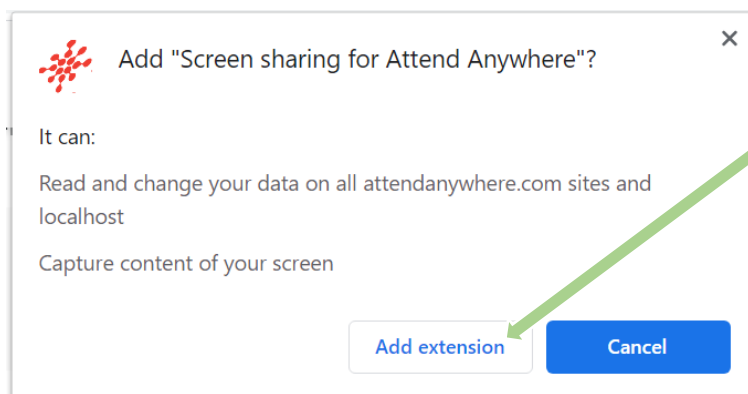 Add "Screen sharing for Attend Anywhere"?
It can:
Read and change your data on all attendanywhere.com sites and
localhost
Capture content of your screen
Add extension
Cancel